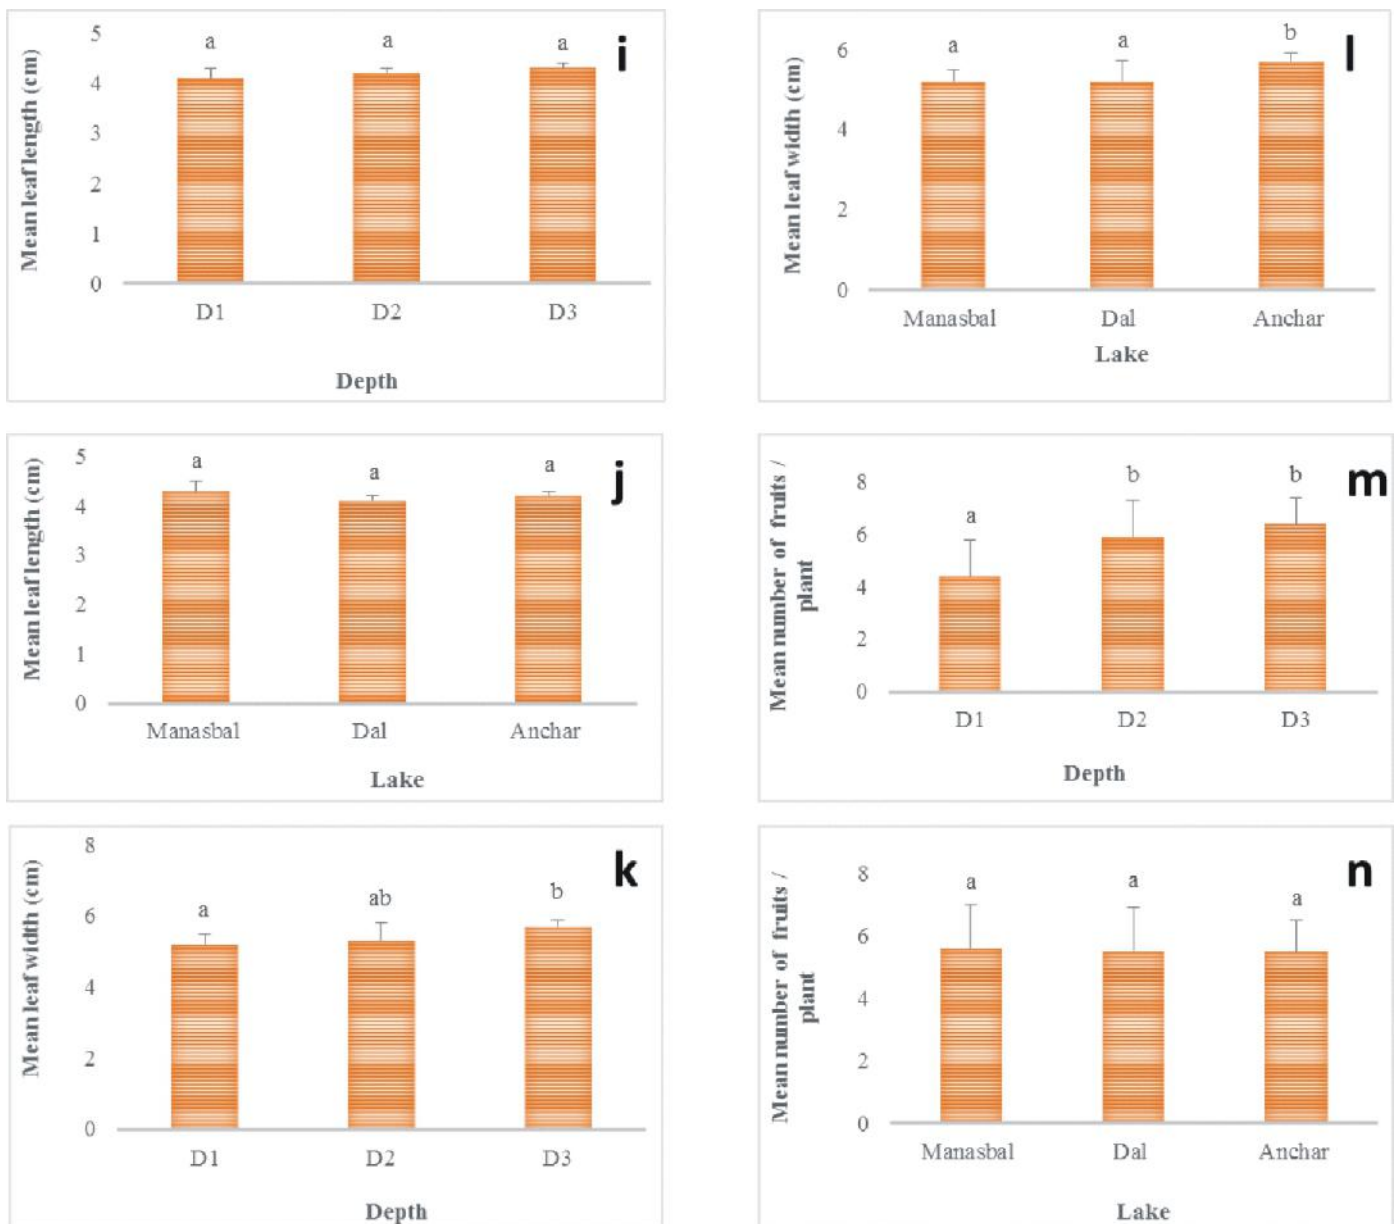 i
Mean leaf length (cm)
5
4
3
2
1
0
a
a
a
D1
D2
D3
Depth
l
Mean leaf width (cm)
6
4
2
0
a
a
b
Manasbal
Dal
Anchar
Lake
j
Mean leaf length (cm)
5
4
3
2
1
0
a
a
a
Manasbal
Dal
Anchar
Lake
m
Mean number of fruits /
plant
8
6
4
2
0
a
b
b
D1
D2
D3
Depth
k
Mean leaf width (cm)
8
6
4
2
0
a
ab
b
D1
D2
D3
Depth
n
Mean number of fruits /
plant
8
6
4
2
0
a
a
a
Manasbal
Dal
Anchar
Lake